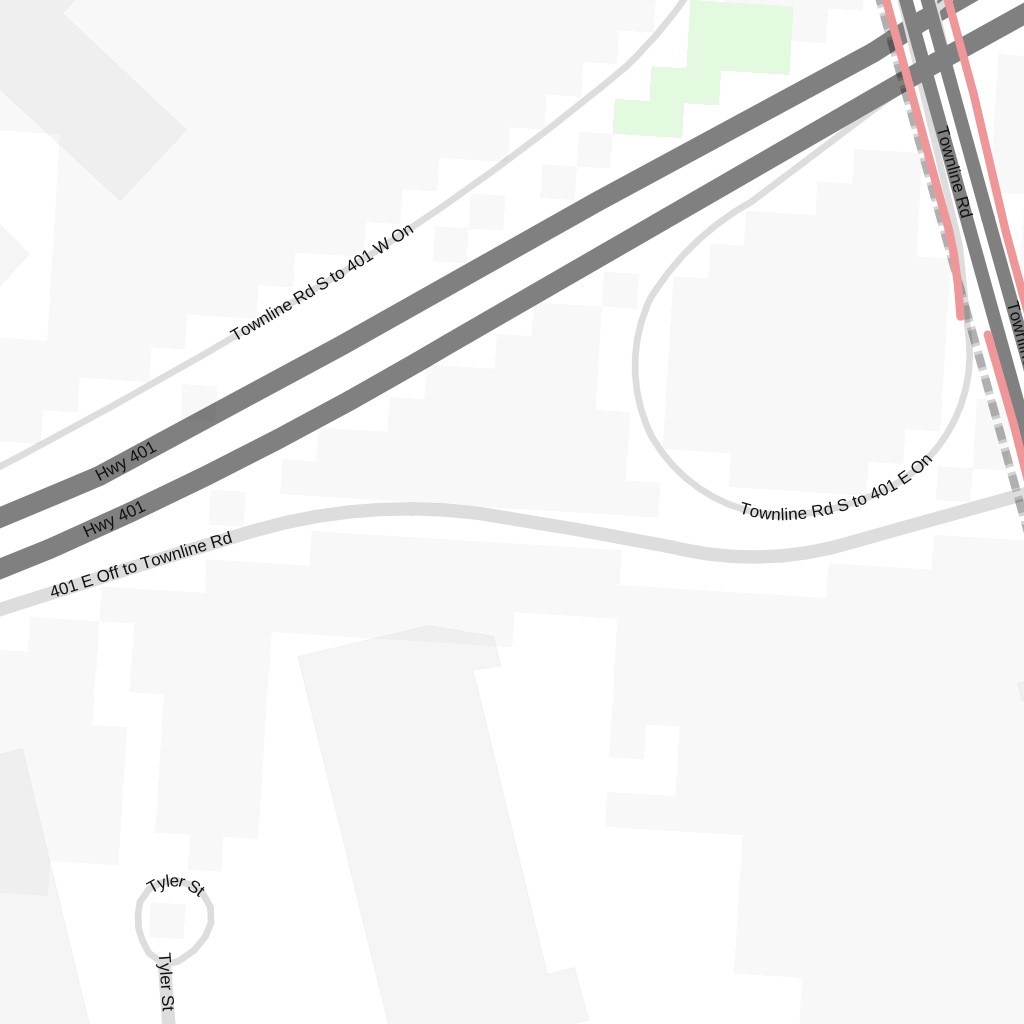 Townline Rd
Townline Rd S to 401 W On
Hwy 401
Hwy 401
Townline Rd S to 401 E On
401 E Off to Townline Rd
Tyler St
Tyler St